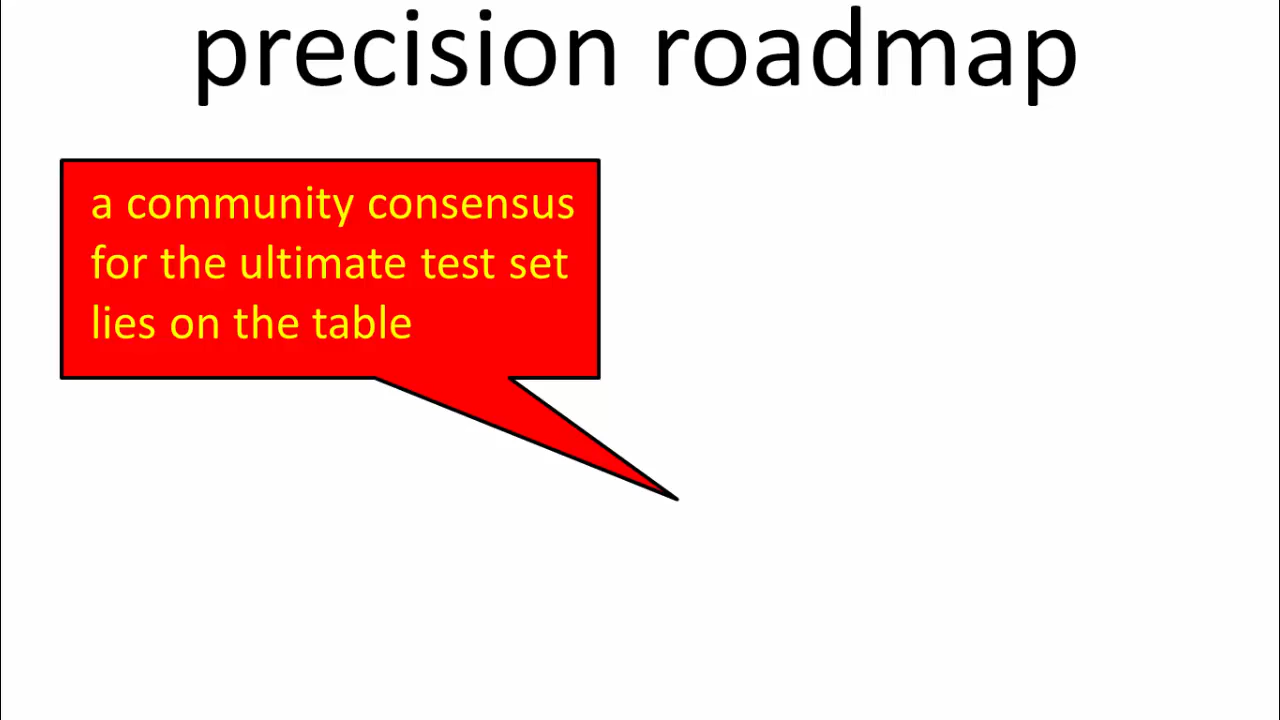 precision roadmap
a community consensus
for the ultimate test set
lies on the table